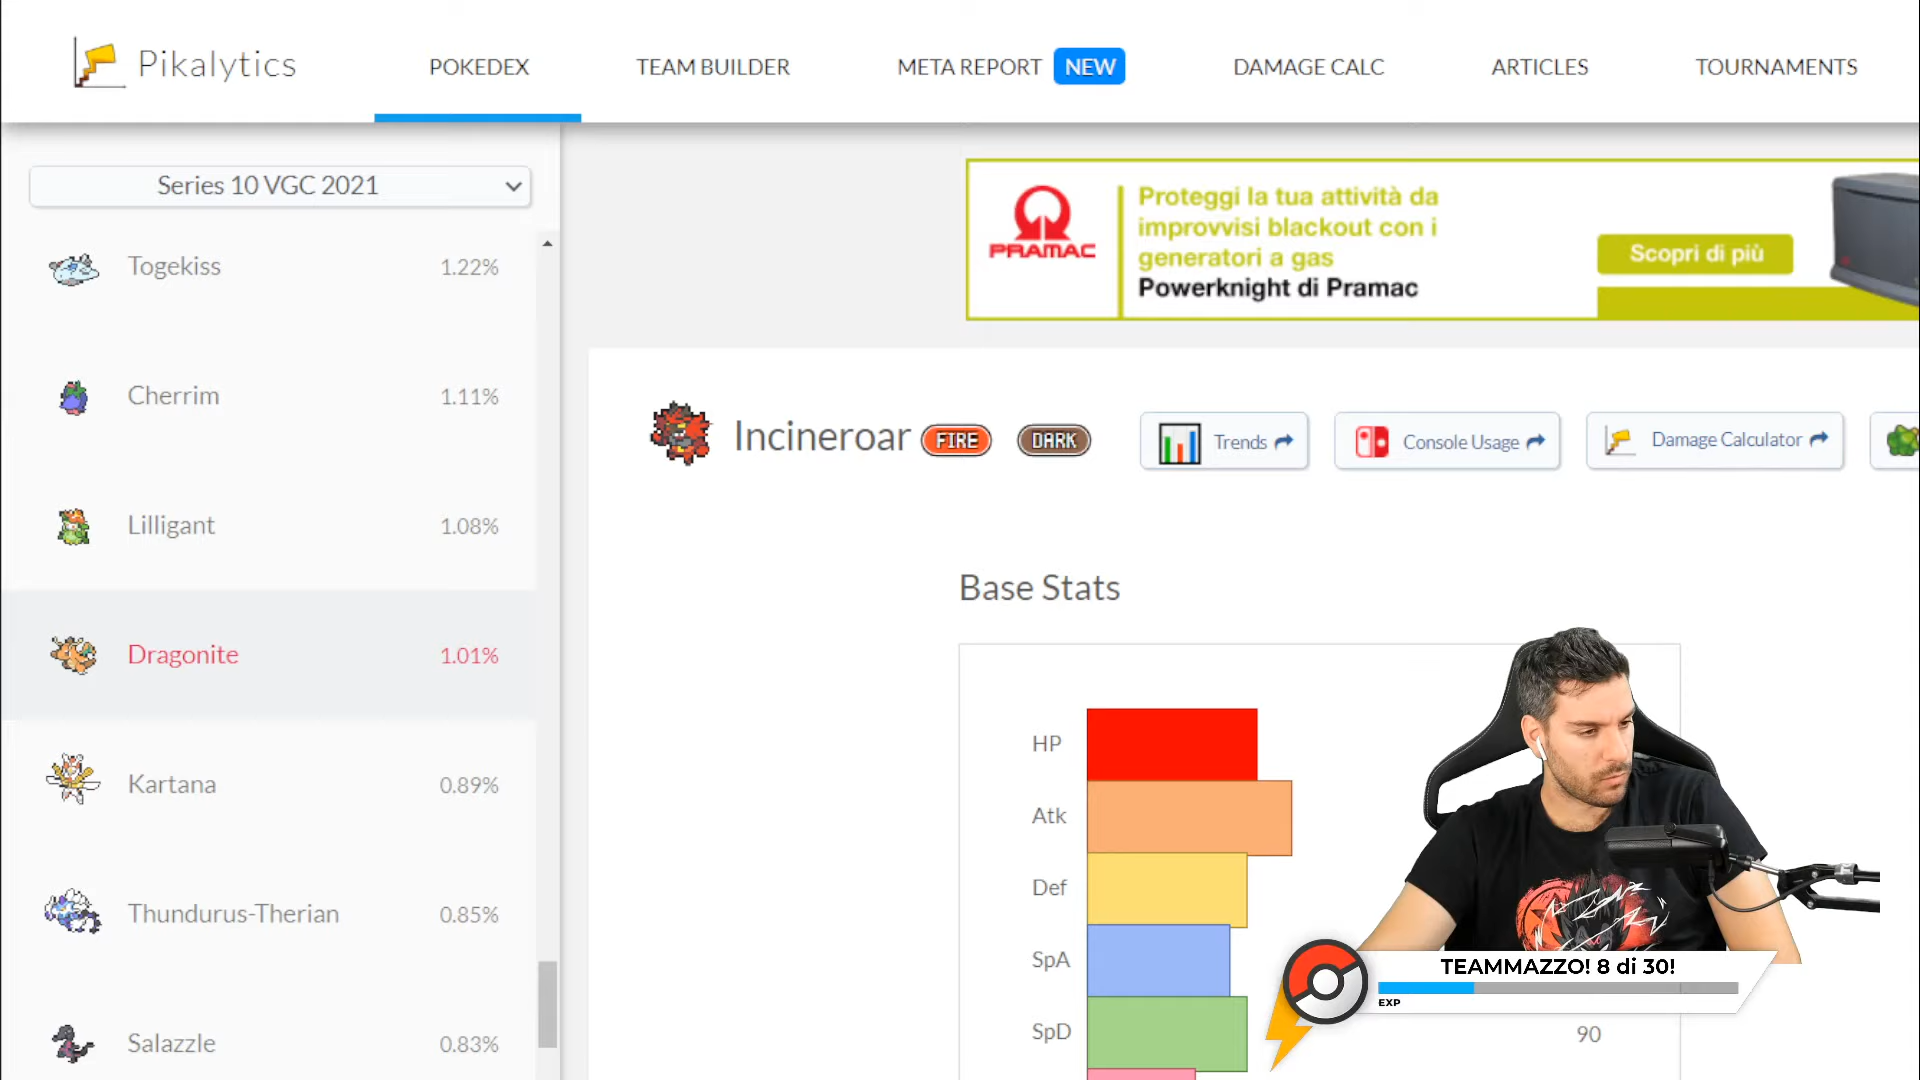 Pikalytics
POKEDEX
TEAM BUILDER
META REPORT NEW
DAMAGE CALC
ARTICLES
TOURNAMENTS
Series 10 VGC 2021
Togekiss 1.22%
Cherrim 1.11%
Lilligant 1.08%
Dragonite 1.01%
Kartana 0.89%
Thundurus-Therian 0.85%
Salazzle 0.83%
PRAMAC
Proteggi la tua attività da
improvvisi blackout con i
generatori a gas
Powerknight di Pramac
Scopri di più
Incineroar FIRE DARK
Trends
Console Usage
Damage Calculator
Base Stats
HP
Atk
Def
SpA
SpD 90
TEAMMAZZO! 8 di 30!
EXP